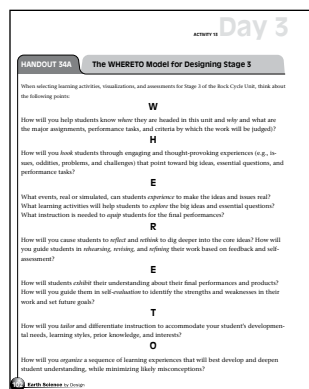 ACTIVITY 13 Day 3
HANDOUT 34A The WHERETO Model for Designing Stage 3
When selecting learning activities, visualizations, and assessments for Stage 3 of the Rock Cycle Unit, think about
the following points:
W
How will you help students know where they are headed in this unit and why and what are
the major assignments, performance tasks, and criteria by which the work will be judged)?
H
How will you hook students through engaging and thought-provoking experiences (e.g., is-
sues, oddities, problems, and challenges) that point toward big ideas, essential questions, and
performance tasks?
E
What events, real or simulated, can students experience to make the ideas and issues real?
What learning activities will help students to explore the big ideas and essential questions?
What instruction is needed to equip students for the final performances?
R
How will you cause students to reflect and rethink to dig deeper into the core ideas? How will
you guide students in rehearsing, revising, and refining their work based on feedback and self-
assessment?
E
How will students exhibit their understanding about their final performances and products?
How will you guide them in self-evaluation to identify the strengths and weaknesses in their
work and set future goals?
T
How will you tailor and differentiate instruction to accommodate your student's developmen-
tal needs, learning styles, prior knowledge, and interests?
O
How will you organize a sequence of learning experiences that will best develop and deepen
student understanding, while minimizing likely misconceptions?
Earth Science by Design